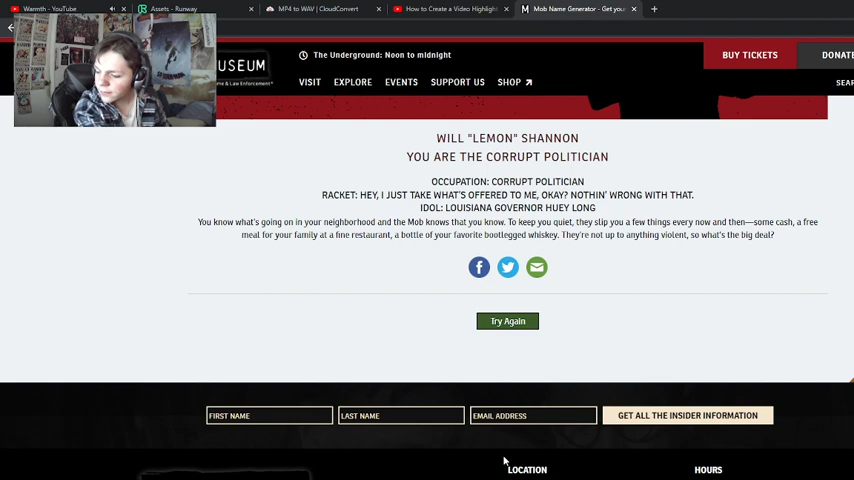 Warmth - YouTube
Assets - Runway
MP4 to WAV | CloudConvert
How to Create a Video Highlight
Mob Name Generator - Get your
USEUM
me & Law Enforcement
The Underground: Noon to midnight
BUY TICKETS
DONATE
VISIT EXPLORE EVENTS SUPPORT US SHOP
SEAR
WILL "LEMON" SHANNON
YOU ARE THE CORRUPT POLITICIAN
OCCUPATION: CORRUPT POLITICIAN
RACKET: HEY, I JUST TAKE WHAT'S OFFERED TO ME, OKAY? NOTHIN' WRONG WITH THAT.
IDOL: LOUISIANA GOVERNOR HUEY LONG
You know what's going on in your neighborhood and the Mob knows that you know. To keep you quiet, they slip you a few things every now and then—some cash, a free
meal for your family at a fine restaurant, a bottle of your favorite bootlegged whiskey. They're not up to anything violent, so what's the big deal?
Try Again
FIRST NAME
LAST NAME
EMAIL ADDRESS
GET ALL THE INSIDER INFORMATION
LOCATION
HOURS